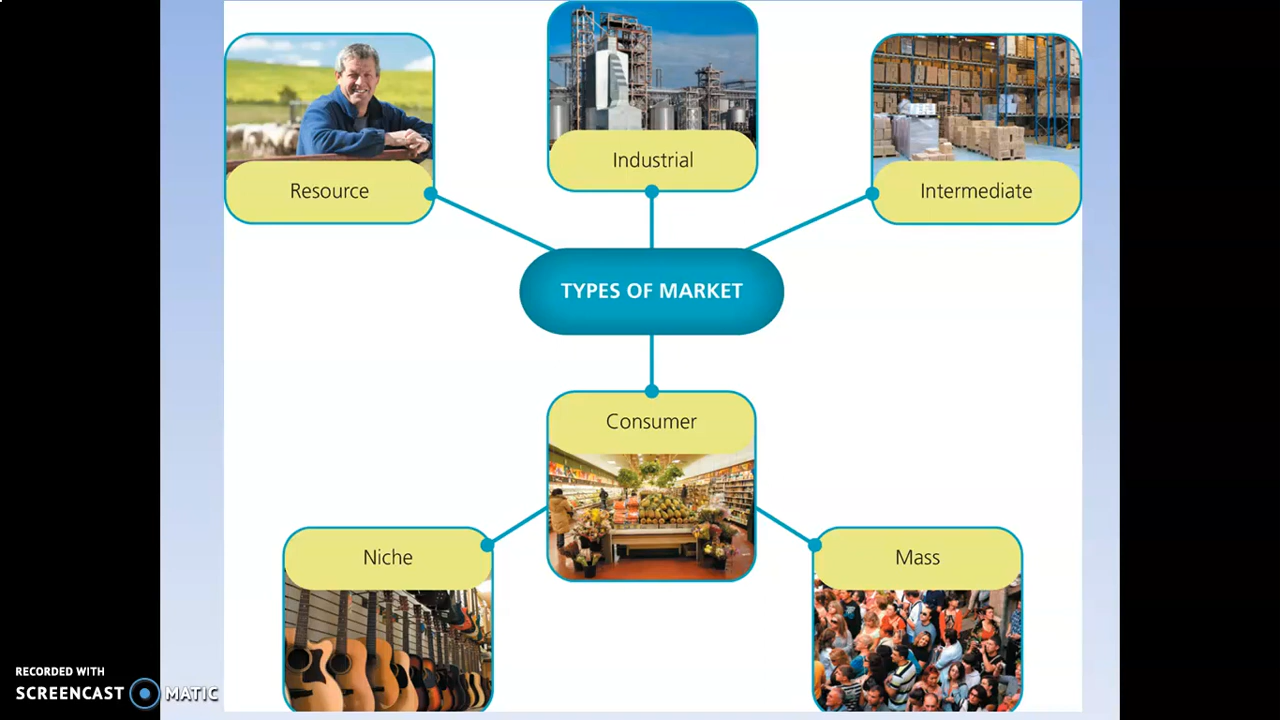 Industrial
Resource
Intermediate
TYPES OF MARKET
Consumer
Niche
Mass
RECORDED WITH
SCREENCAST MATIC